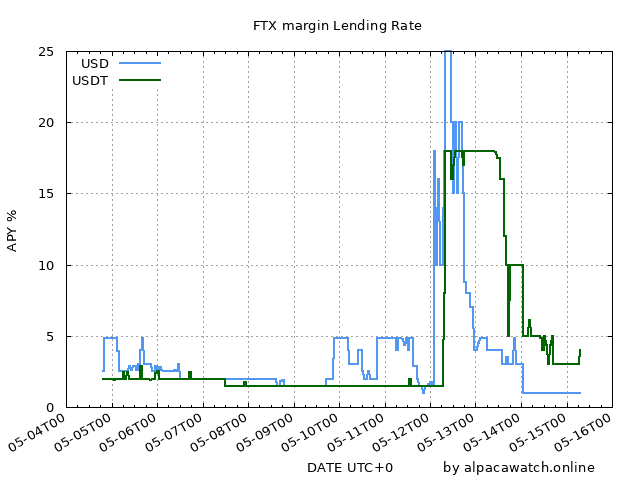 FTX margin Lending Rate
25
20
15
10
5
0
APY %
USD
USDT
05-04T00
05-05T00
05-06T00
05-07T00
05-08T00
05-09T00
05-10T00
05-11T00
05-12T00
05-13T00
05-14T00
05-15T00
05-16T00
DATE UTC+0
by alpacawatch.online